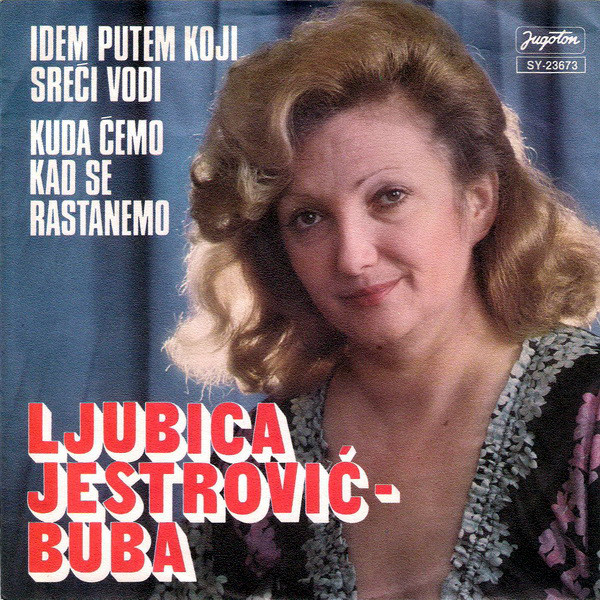 IDEM PUTEM KOJI
SREĆI VODI
KUDA ĆEMO
KAD SE
RASTANEMO
Jugoton
SY-23673
LJUBICA
JESTROVIĆ-
BUBA